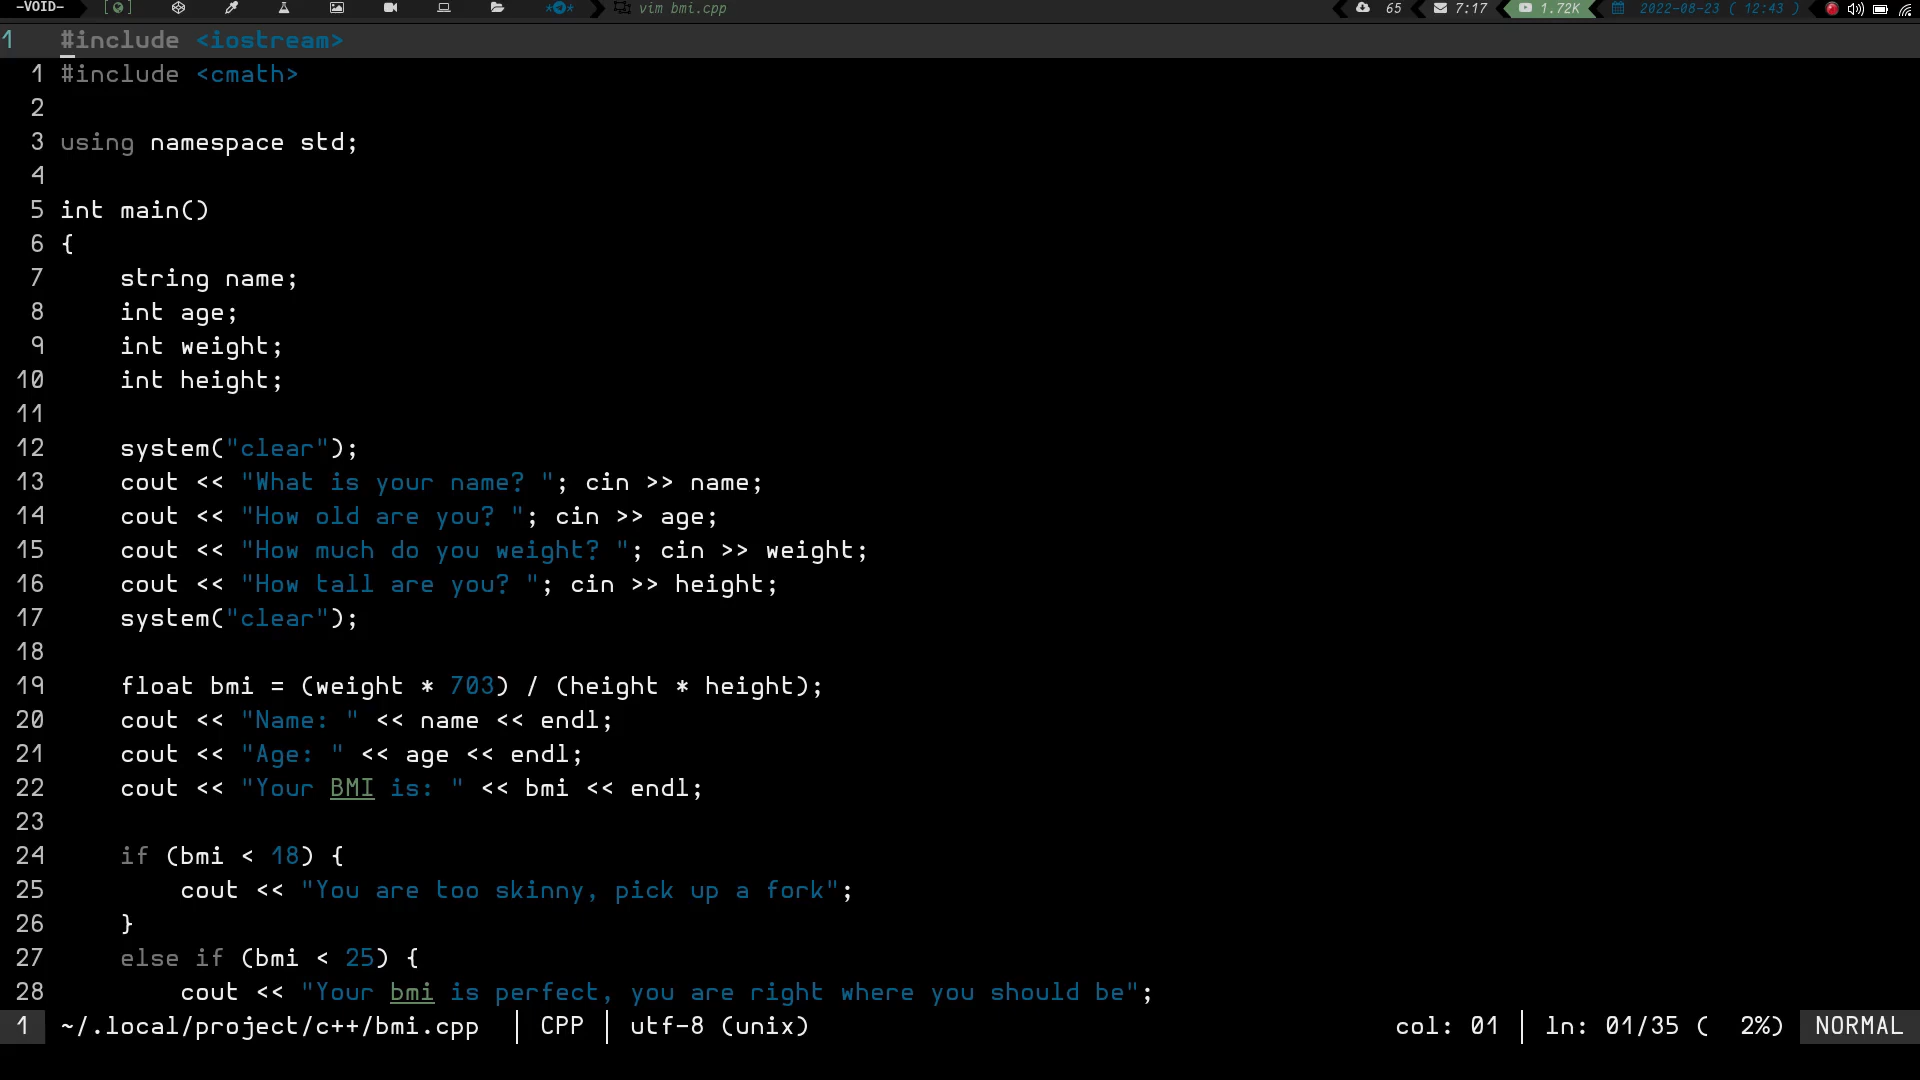 -VOID- [ ] ** vim bmi.cpp 65 7:17 1.72K 2022-08-23 ( 12:43 )
1 #include <iostream>
1 #include <cmath>
2
3 using namespace std;
4
5 int main()
6 {
7 string name;
8 int age;
9 int weight;
10 int height;
11
12 system("clear");
13 cout << "What is your name? "; cin >> name;
14 cout << "How old are you? "; cin >> age;
15 cout << "How much do you weight? "; cin >> weight;
16 cout << "How tall are you? "; cin >> height;
17 system("clear");
18
19 float bmi = (weight * 703) / (height * height);
20 cout << "Name: " << name << endl;
21 cout << "Age: " << age << endl;
22 cout << "Your BMI is: " << bmi << endl;
23
24 if (bmi < 18) {
25 cout << "You are too skinny, pick up a fork";
26 }
27 else if (bmi < 25) {
28 cout << "Your bmi is perfect, you are right where you should be";
1 ~/.local/project/c++/bmi.cpp | CPP | utf-8 (unix) col: 01 | ln: 01/35 ( 2%) NORMAL